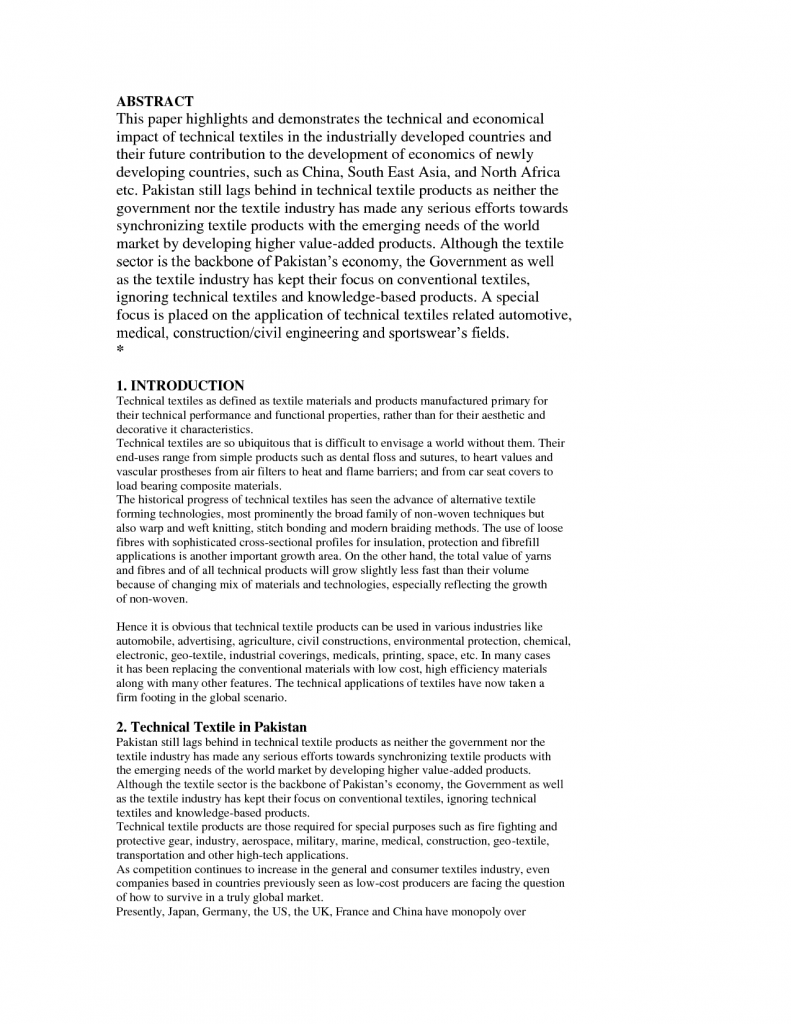 ABSTRACT
This paper highlights and demonstrates the technical and economical
impact of technical textiles in the industrially developed countries and
their future contribution to the development of economics of newly
developing countries, such as China, South East Asia, and North Africa
etc. Pakistan still lags behind in technical textile products as neither the
government nor the textile industry has made any serious efforts towards
synchronizing textile products with the emerging needs of the world
market by developing higher value-added products. Although the textile
sector is the backbone of Pakistan’s economy, the Government as well
as the textile industry has kept their focus on conventional textiles,
ignoring technical textiles and knowledge-based products. A special
focus is placed on the application of technical textiles related automotive,
medical, construction/civil engineering and sportswear’s fields.
*
1. INTRODUCTION
Technical textiles as defined as textile materials and products manufactured primary for
their technical performance and functional properties, rather than for their aesthetic and
decorative it characteristics.
Technical textiles are so ubiquitous that is difficult to envisage a world without them. Their
end-uses range from simple products such as dental floss and sutures, to heart values and
vascular prostheses from air filters to heat and flame barriers; and from car seat covers to
load bearing composite materials.
The historical progress of technical textiles has seen the advance of alternative textile
forming technologies, most prominently the broad family of non-woven techniques but
also warp and weft knitting, stitch bonding and modern braiding methods. The use of loose
fibres with sophisticated cross-sectional profiles for insulation, protection and fibrefill
applications is another important growth area. On the other hand, the total value of yarns
and fibres and of all technical products will grow slightly less fast than their volume
because of changing mix of materials and technologies, especially reflecting the growth
of non-woven.
Hence it is obvious that technical textile products can be used in various industries like
automobile, advertising, agriculture, civil constructions, environmental protection, chemical,
electronic, geo-textile, industrial coverings, medicals, printing, space, etc. In many cases
it has been replacing the conventional materials with low cost, high efficiency materials
along with many other features. The technical applications of textiles have now taken a
firm footing in the global scenario.
2. Technical Textile in Pakistan
Pakistan still lags behind in technical textile products as neither the government nor the
textile industry has made any serious efforts towards synchronizing textile products with
the emerging needs of the world market by developing higher value-added products.
Although the textile sector is the backbone of Pakistan’s economy, the Government as well
as the textile industry has kept their focus on conventional textiles, ignoring technical
textiles and knowledge-based products.
Technical textile products are those required for special purposes such as fire fighting and
protective gear, industry, aerospace, military, marine, medical, construction, geo-textile,
transportation and other high-tech applications.
As competition continues to increase in the general and consumer textiles industry, even
companies based in countries previously seen as low-cost producers are facing the question
of how to survive in a truly global market.
Presently, Japan, Germany, the US, the UK, France and China have monopoly over